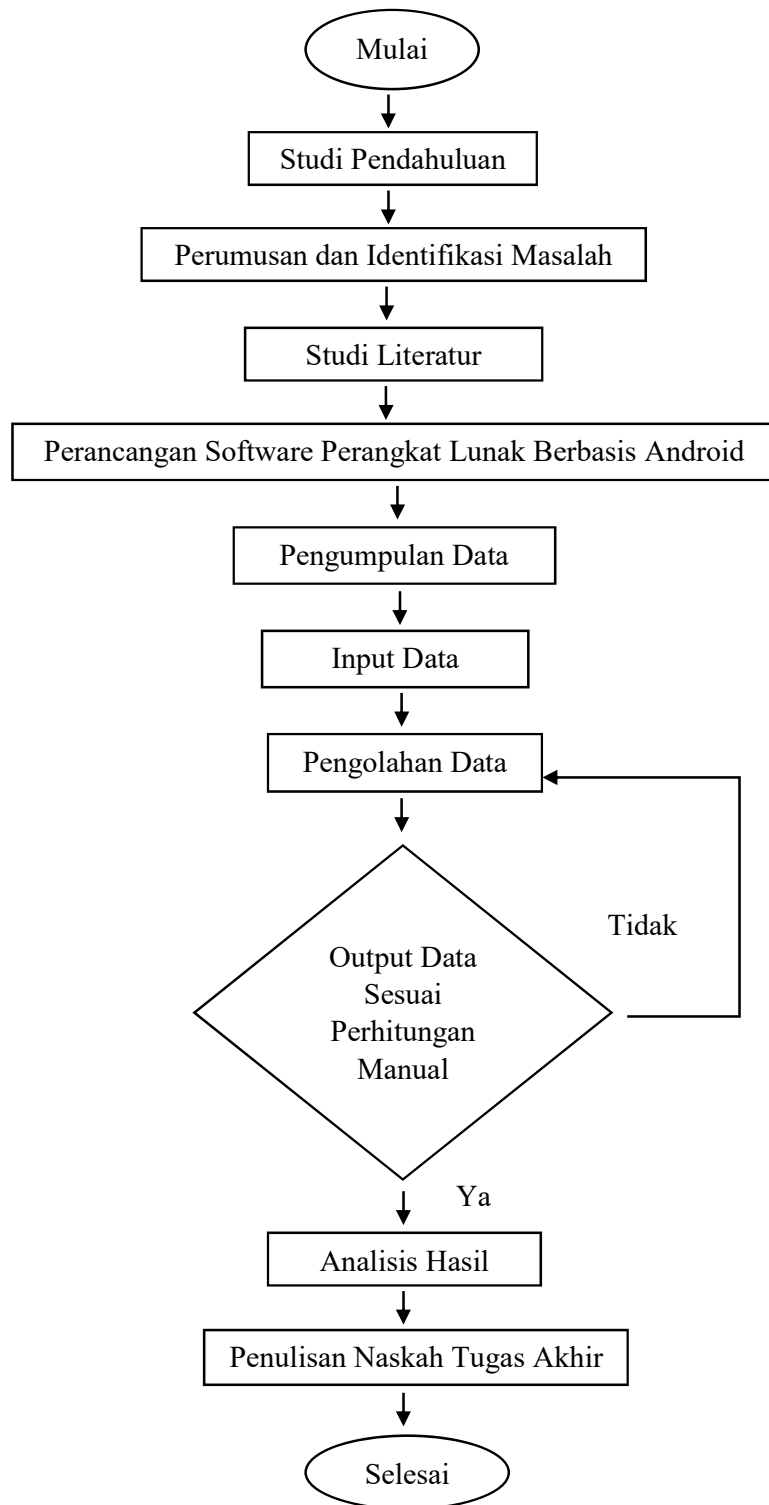 Mulai
Studi Pendahuluan
Perumusan dan Identifikasi Masalah
Studi Literatur
Perancangan Software Perangkat Lunak Berbasis Android
Pengumpulan Data
Input Data
Pengolahan Data
Tidak
Output Data
Sesuai
Perhitungan
Manual
Ya
Analisis Hasil
Penulisan Naskah Tugas Akhir
Selesai